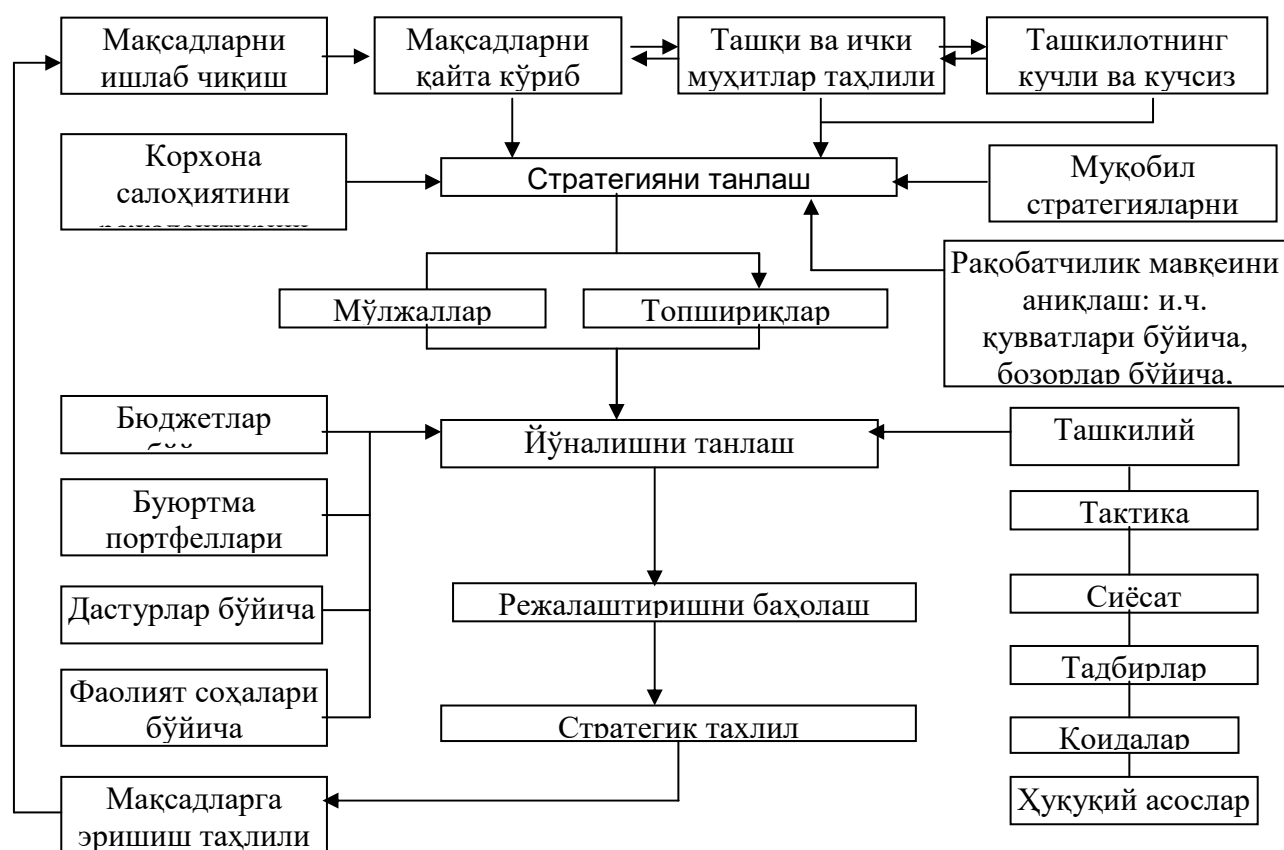 Мақсадларни
ишлаб чиқиш
Мақсадларни
қайта кўриб
Ташқи ва ички
муҳитлар таҳлили
Ташкилотнинг
кучли ва кучсиз
Корхона
салоҳиятини
Стратегияни танлаш
Муқобил
стратегияларни
Рақобатчилик мавқеини
аниқлаш: и.ч.
қувватлари бўйича,
бозорлар бўйича,
Мўлжаллар
Топшириқлар
Бюджетлар
Йўналишни танлаш
Ташкилий
Буюртма
портфеллари
Тактика
Дастурлар бўйича
Режалаштиришни баҳолаш
Сиёсат
Фаолият соҳалари
бўйича
Тадбирлар
Стратегик тахлил
Қоидалар
Мақсадларга
эришиш таҳлили
Ҳуқуқий асослар